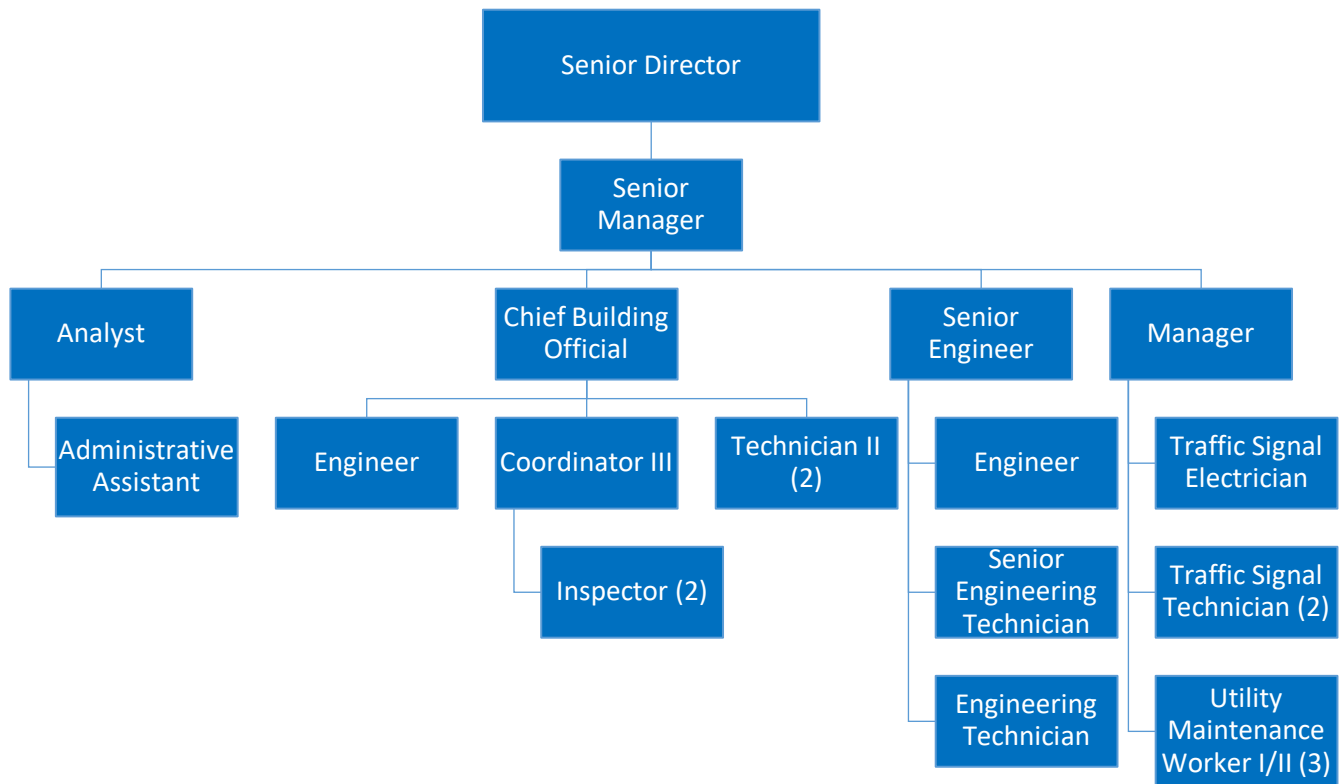 Senior Director
Senior
Manager
Analyst
Chief Building
Official
Senior
Engineer
Manager
Administrative
Assistant
Engineer
Coordinator III
Technician II
(2)
Engineer
Traffic Signal
Electrician
Inspector (2)
Senior
Engineering
Technician
Traffic Signal
Technician (2)
Engineering
Technician
Utility
Maintenance
Worker I/II (3)